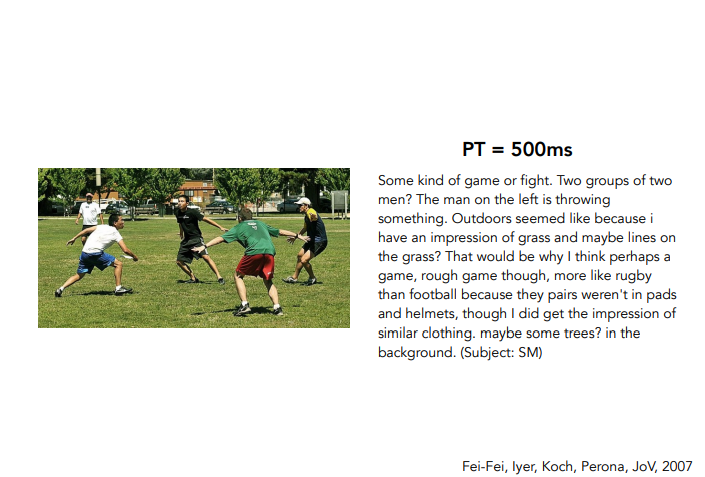 PT = 500ms
Some kind of game or fight. Two groups of two
men? The man on the left is throwing
something. Outdoors seemed like because i
have an impression of grass and maybe lines on
the grass? That would be why I think perhaps a
game, rough game though, more like rugby
than football because they pairs weren't in pads
and helmets, though I did get the impression of
similar clothing. maybe some trees? in the
background. (Subject: SM)
Fei-Fei, Iyer, Koch, Perona, JoV, 2007